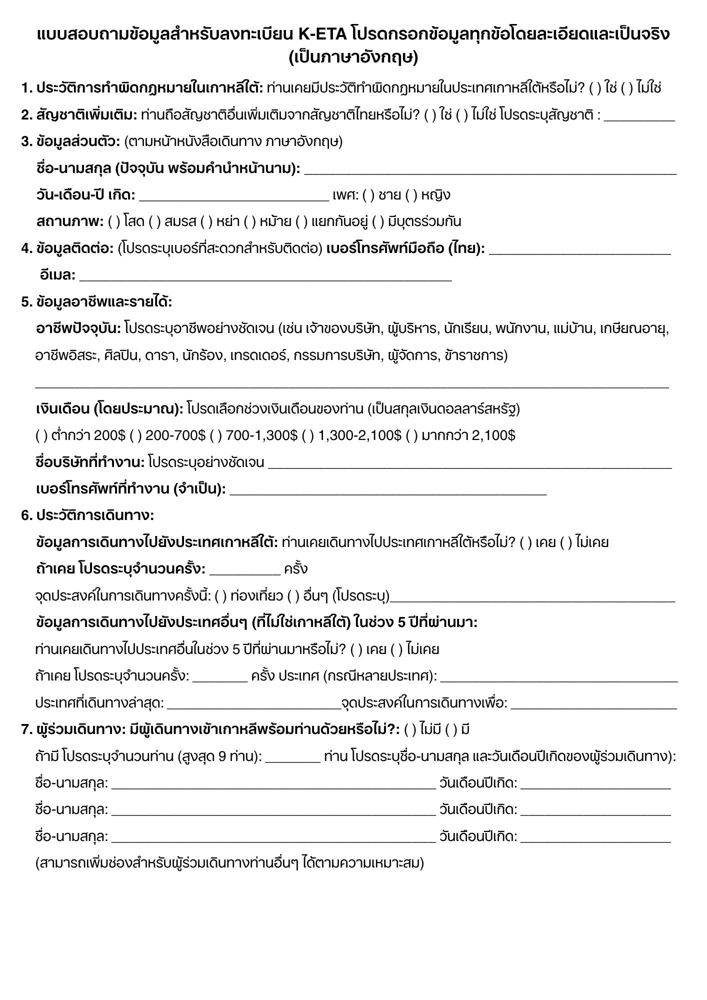 แบบสอบถามข้อมูลสำหรับลงทะเบียน K-ETA โปรดกรอกข้อมูลทุกข้อโดยละเอียดและเป็นจริง
(เป็นภาษาอังกฤษ)
1. ประวัติการทำผิดกฎหมายในเกาหลีใต้: ท่านเคยมีประวัติทำผิดกฎหมายในประเทศเกาหลีใต้หรือไม่? ( ) ใช่ ( ) ไม่ใช่
2. สัญชาติเพิ่มเติม: ท่านถือสัญชาติอื่นเพิ่มเติมจากสัญชาติไทยหรือไม่? ( ) ใช่ ( ) ไม่ใช่ โปรดระบุสัญชาติ : _________
3. ข้อมูลส่วนตัว: (ตามหน้าหนังสือเดินทาง ภาษาอังกฤษ)
ชื่อ-นามสกุล (ปัจจุบัน พร้อมคำนำหน้านาม): _______________________________________________
วัน-เดือน-ปี เกิด: ________________________ เพศ: ( ) ชาย ( ) หญิง
สถานภาพ: ( ) โสด ( ) สมรส ( ) หย่า ( ) หม้าย ( ) แยกกันอยู่ ( ) มีบุตรร่วมกัน
4. ข้อมูลติดต่อ: (โปรดระบุเบอร์ที่สะดวกสำหรับติดต่อ) เบอร์โทรศัพท์มือถือ (ไทย): _______________________
อีเมล: _______________________________________________
5. ข้อมูลอาชีพและรายได้:
อาชีพปัจจุบัน: โปรดระบุอาชีพอย่างชัดเจน (เช่น เจ้าของบริษัท, ผู้บริหาร, นักเรียน, พนักงาน, แม่บ้าน, เกษียณอายุ,
อาชีพอิสระ, ศิลปิน, ดารา, นักร้อง, เทรดเดอร์, กรรมการบริษัท, ผู้จัดการ, ข้าราชการ)
________________________________________________________________________________
เงินเดือน (โดยประมาณ): โปรดเลือกช่วงเงินเดือนของท่าน (เป็นสกุลเงินดอลลาร์สหรัฐ)
( ) ต่ำกว่า 200$ ( ) 200-700$ ( ) 700-1,300$ ( ) 1,300-2,100$ ( ) มากกว่า 2,100$
ชื่อบริษัทที่ทำงาน: โปรดระบุอย่างชัดเจน ___________________________________________________
เบอร์โทรศัพท์ที่ทำงาน (จำเป็น): __________________________________________
6. ประวัติการเดินทาง:
ข้อมูลการเดินทางไปยังประเทศเกาหลีใต้: ท่านเคยเดินทางไปประเทศเกาหลีใต้หรือไม่? ( ) เคย ( ) ไม่เคย
ถ้าเคย โปรดระบุจำนวนครั้ง: _________ ครั้ง
จุดประสงค์ในการเดินทางครั้งนี้: ( ) ท่องเที่ยว ( ) อื่นๆ (โปรดระบุ)____________________________________
ข้อมูลการเดินทางไปยังประเทศอื่นๆ (ที่ไม่ใช่เกาหลีใต้) ในช่วง 5 ปีที่ผ่านมา:
ท่านเคยเดินทางไปประเทศอื่นในช่วง 5 ปีที่ผ่านมาหรือไม่? ( ) เคย ( ) ไม่เคย
ถ้าเคย โปรดระบุจำนวนครั้ง: _______ ครั้ง ประเทศ (กรณีหลายประเทศ): ______________________________
ประเทศที่เดินทางล่าสุด: ______________________จุดประสงค์ในการเดินทางเพื่อ: _____________________
7. ผู้ร่วมเดินทาง: มีผู้เดินทางเข้าเกาหลีพร้อมท่านด้วยหรือไม่?: ( ) ไม่มี ( ) มี
ถ้ามี โปรดระบุจำนวนท่าน (สูงสุด 9 ท่าน): _______ ท่าน โปรดระบุชื่อ-นามสกุล และวันเดือนปีเกิดของผู้ร่วมเดินทาง):
ชื่อ-นามสกุล: _________________________________________ วันเดือนปีเกิด: ___________________
ชื่อ-นามสกุล: _________________________________________ วันเดือนปีเกิด: ___________________
ชื่อ-นามสกุล: _________________________________________ วันเดือนปีเกิด: ___________________
(สามารถเพิ่มช่องสำหรับผู้ร่วมเดินทางท่านอื่นๆ ได้ตามความเหมาะสม)